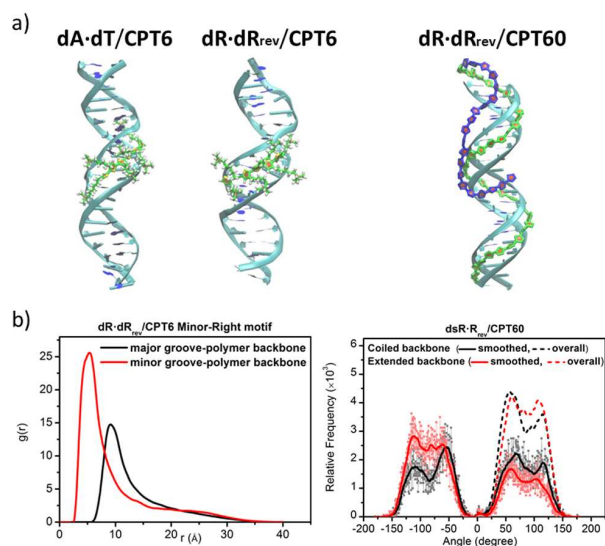 a)
dA·dT/CPT6 dR·dRrev/CPT6 dR·dRrev/CPT60
b)
dR·dRrev/CPT6 Minor-Right motif
major groove-polymer backbone
minor groove-polymer backbone
g(r)
25
20
15
10
5
0
0 10 20 30 40
r (Å)
dsR·Rrev/CPT60
Coiled backbone (smoothed, overall)
Extended backbone (smoothed, overall)
Relative Frequency (×10³)
6
5
4
3
2
1
0
-200 -150 -100 -50 0 50 100 150 200
Angle (degree)